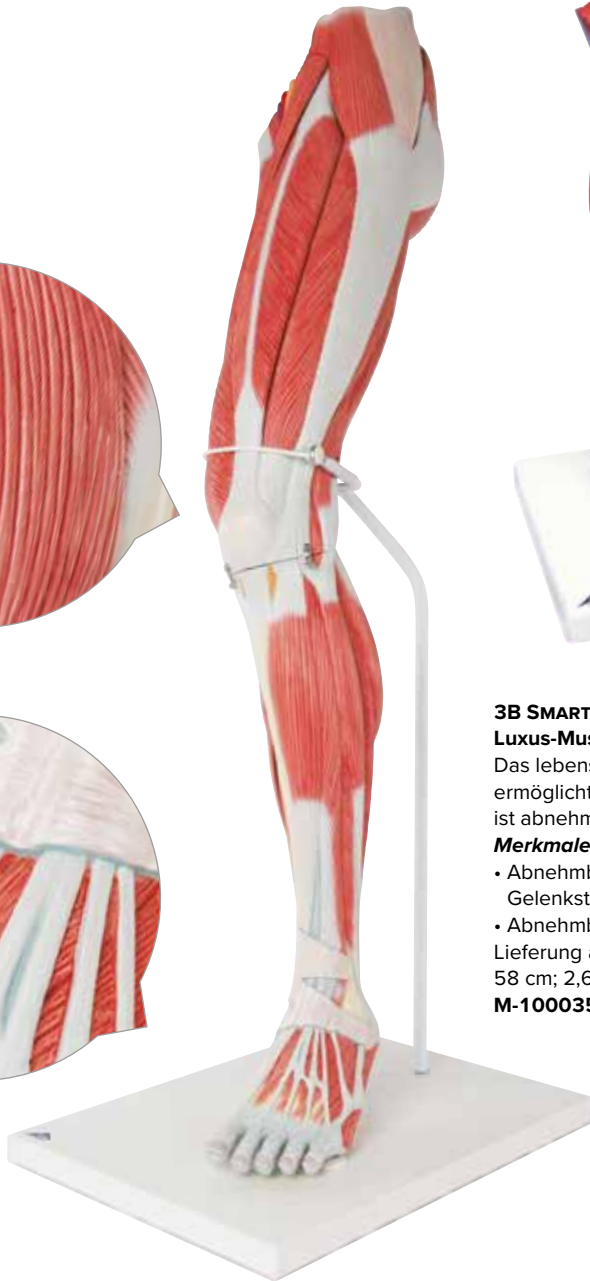 3B SMART
Luxus-Mus
Das lebens
ermöglicht
ist abnehm
Merkmale
• Abnehmb
Gelenkst
• Abnehmb
Lieferung a
58 cm; 2,6
M-100035